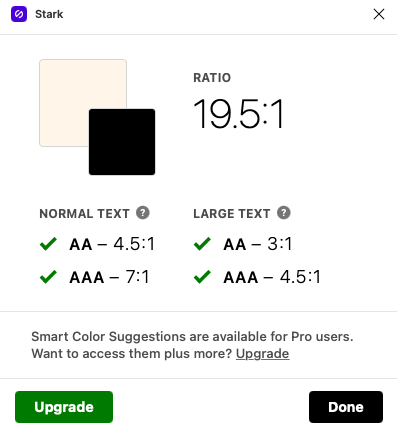 Stark
RATIO
19.5:1
NORMAL TEXT ?
AA – 4.5:1
AAA – 7:1
LARGE TEXT ?
AA – 3:1
AAA – 4.5:1
Smart Color Suggestions are available for Pro users.
Want to access them plus more? Upgrade
Upgrade
Done